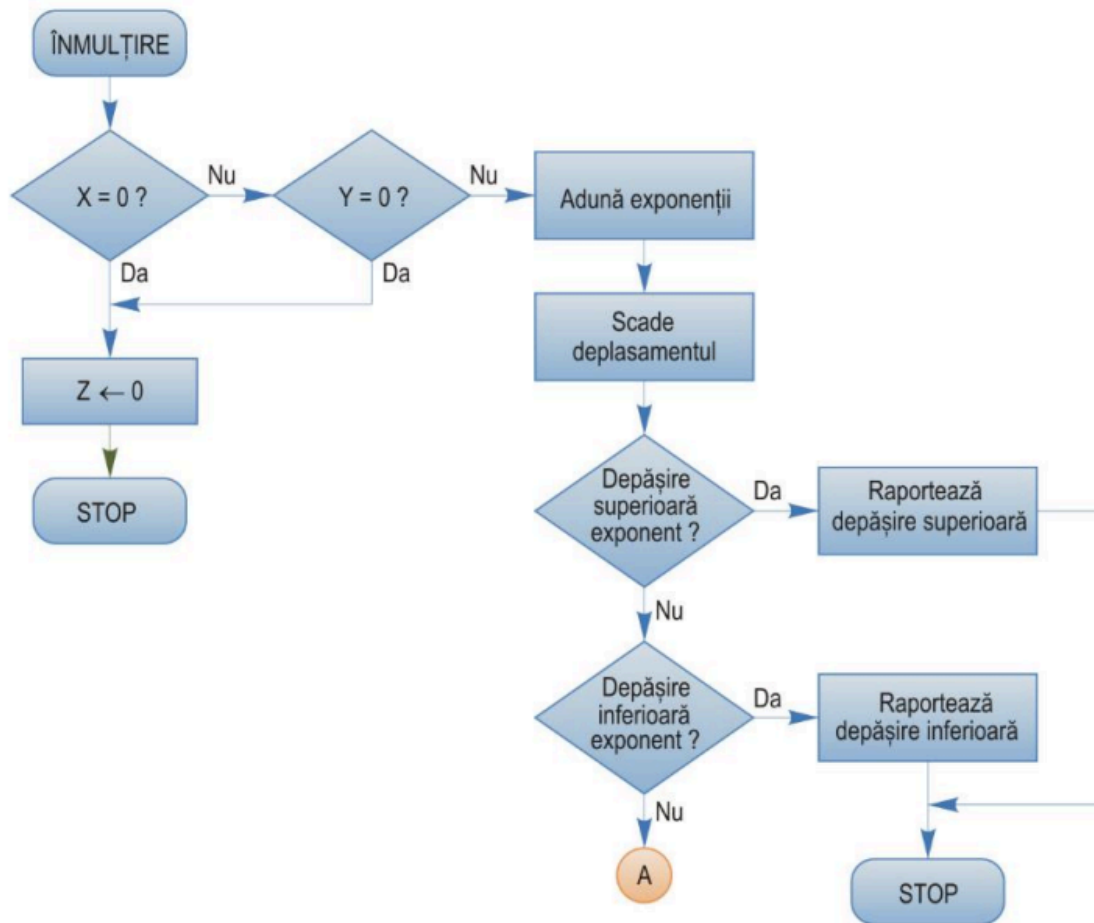 ÎNMULȚIRE
X = 0 ?
Nu
Y = 0 ?
Nu
Adună exponenții
Da
Da
Scade
deplasamentul
Z ← 0
STOP
Depășire
superioară
exponent ?
Da
Raportează
depășire superioară
Nu
Depășire
inferioară
exponent ?
Da
Raportează
depășire inferioară
Nu
A
STOP